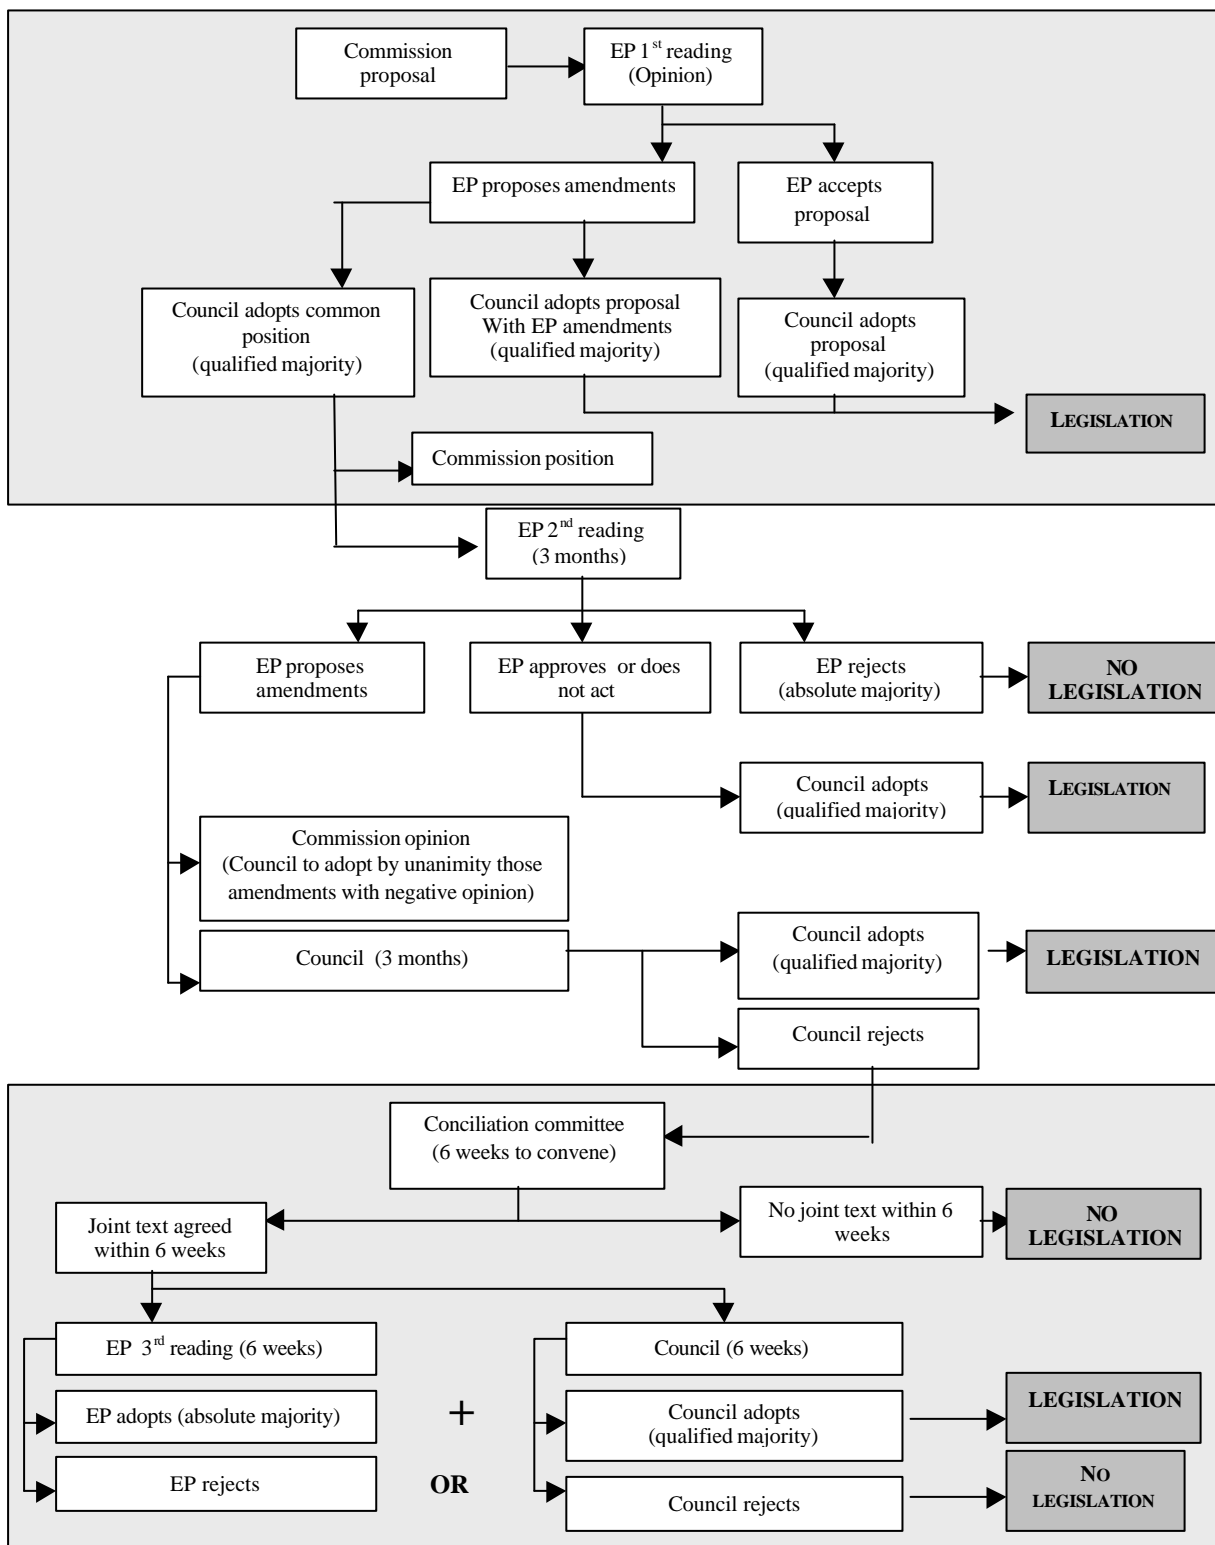 Commission
proposal
EP 1st reading
(Opinion)
EP proposes amendments
EP accepts
proposal
Council adopts common
position
(qualified majority)
Council adopts proposal
With EP amendments
(qualified majority)
Council adopts
proposal
(qualified majority)
LEGISLATION
Commission position
EP 2nd reading
(3 months)
EP proposes
amendments
EP approves or does
not act
EP rejects
(absolute majority)
NO
LEGISLATION
Council adopts
(qualified majority)
LEGISLATION
Commission opinion
(Council to adopt by unanimity those
amendments with negative opinion)
Council (3 months)
Council adopts
(qualified majority)
LEGISLATION
Council rejects
Conciliation committee
(6 weeks to convene)
Joint text agreed
within 6 weeks
No joint text within 6
weeks
NO
LEGISLATION
EP 3rd reading (6 weeks)
Council (6 weeks)
EP adopts (absolute majority)
+
Council adopts
(qualified majority)
LEGISLATION
EP rejects
OR
Council rejects
NO
LEGISLATION